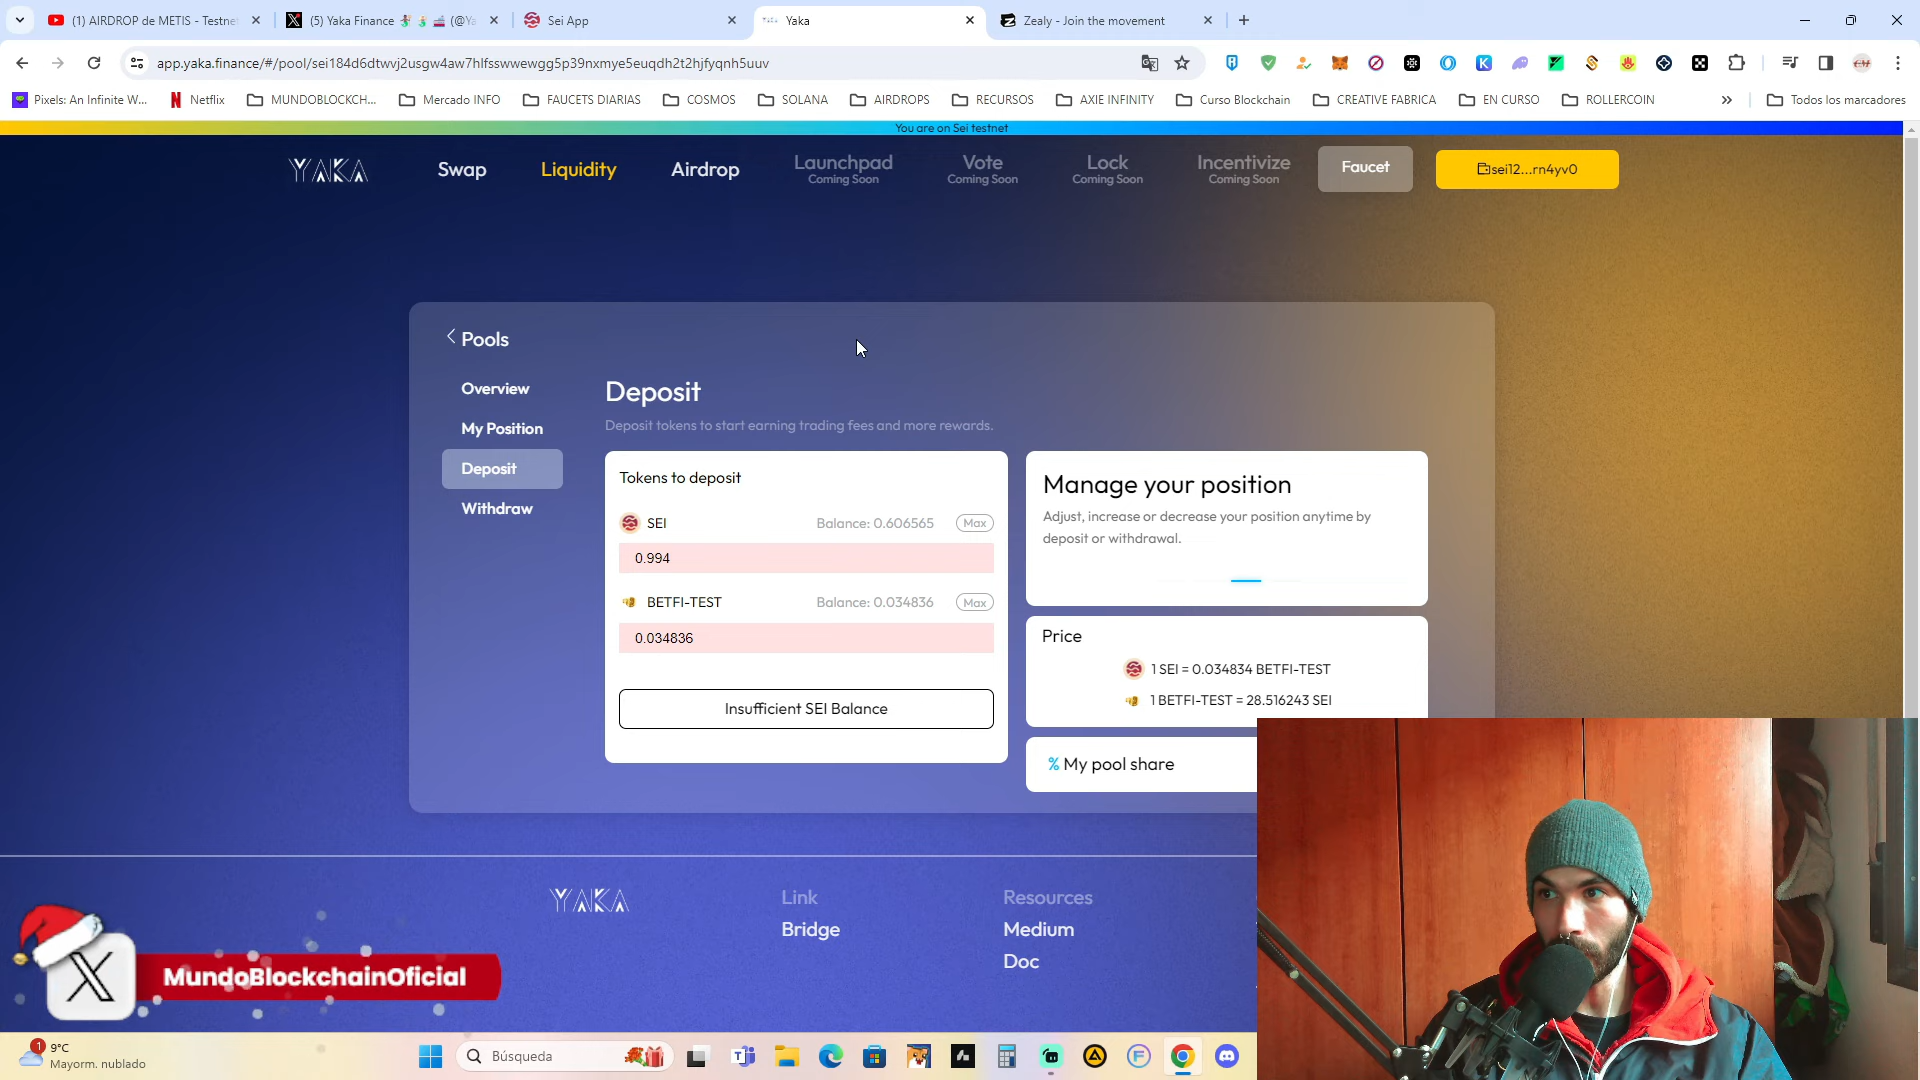 (1) AIRDROP de METIS - Testne
(5) Yaka Finance
(@Ya
Sei App
Yaka
Zealy - Join the movement
app.yaka.finance/#/pool/sei184d6dtwvj2usgw4aw7hlfsswwewgg5p39nxmye5euqdh2t2hjfyqnh5uuv
Pixels: An Infinite W...
Netflix
MUNDOBLOCKCH...
Mercado INFO
FAUCETS DIARIAS
COSMOS
SOLANA
AIRDROPS
RECURSOS
AXIE INFINITY
Curso Blockchain
CREATIVE FABRICA
EN CURSO
ROLLERCOIN
Todos los marcadores
You are on Sei testnet
YAKA
Swap
Liquidity
Airdrop
Launchpad
Coming Soon
Vote
Coming Soon
Lock
Coming Soon
Incentivize
Coming Soon
Faucet
sei12...rn4yv0
Pools
Overview
My Position
Deposit
Withdraw
Deposit
Deposit tokens to start earning trading fees and more rewards.
Tokens to deposit
SEI
Balance: 0.606565
Max
0.994
BETFI-TEST
Balance: 0.034836
Max
0.034836
Insufficient SEI Balance
Manage your position
Adjust, increase or decrease your position anytime by
deposit or withdrawal.
Price
1 SEI = 0.034834 BETFI-TEST
1 BETFI-TEST = 28.516243 SEI
% My pool share
YAKA
Link
Bridge
Resources
Medium
Doc
X
MundoBlockchainOficial
1
9°C
Mayorm. nublado
Búsqueda